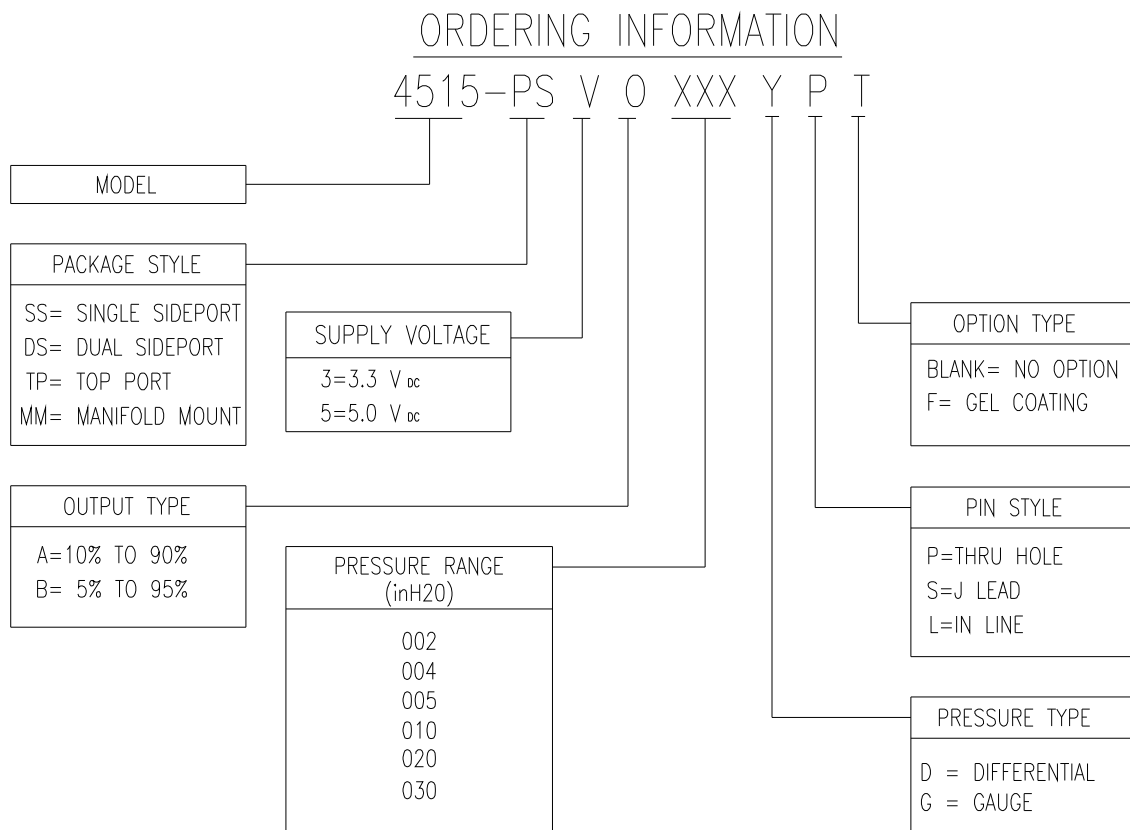 ORDERING INFORMATION
4515-PS V O XXX Y P T
MODEL
PACKAGE STYLE
SS= SINGLE SIDEPORT
DS= DUAL SIDEPORT
TP= TOP PORT
MM= MANIFOLD MOUNT
SUPPLY VOLTAGE
3=3.3 V DC
5=5.0 V DC
OUTPUT TYPE
A=10% TO 90%
B= 5% TO 95%
PRESSURE RANGE
(inH20)
002
004
005
010
020
030
OPTION TYPE
BLANK= NO OPTION
F= GEL COATING
PIN STYLE
P=THRU HOLE
S=J LEAD
L=IN LINE
PRESSURE TYPE
D = DIFFERENTIAL
G = GAUGE